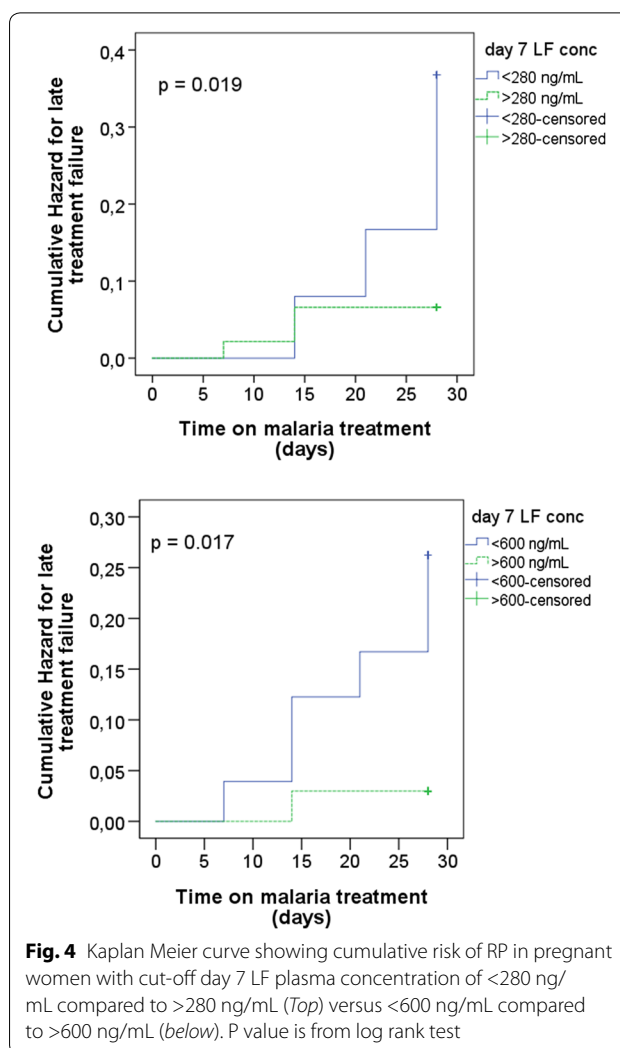 0,4
0,3
0,2
0,1
0,0
Cumulative Hazard for late
treatment failure
p = 0.019
0 5 10 15 20 25 30
Time on malaria treatment
(days)
day 7 LF conc
<280 ng/mL
>280 ng/mL
<280-censored
>280-censored
0,30
0,25
0,20
0,15
0,10
0,05
0,00
Cumulative Hazard for late
treatment failure
p = 0.017
0 5 10 15 20 25 30
Time on malaria treatment
(days)
day 7 LF conc
<600 ng/mL
>600 ng/mL
<600-censored
>600-censored
Fig. 4 Kaplan Meier curve showing cumulative risk of RP in pregnant
women with cut-off day 7 LF plasma concentration of <280 ng/
mL compared to >280 ng/mL (Top) versus <600 ng/mL compared
to >600 ng/mL (below). P value is from log rank test